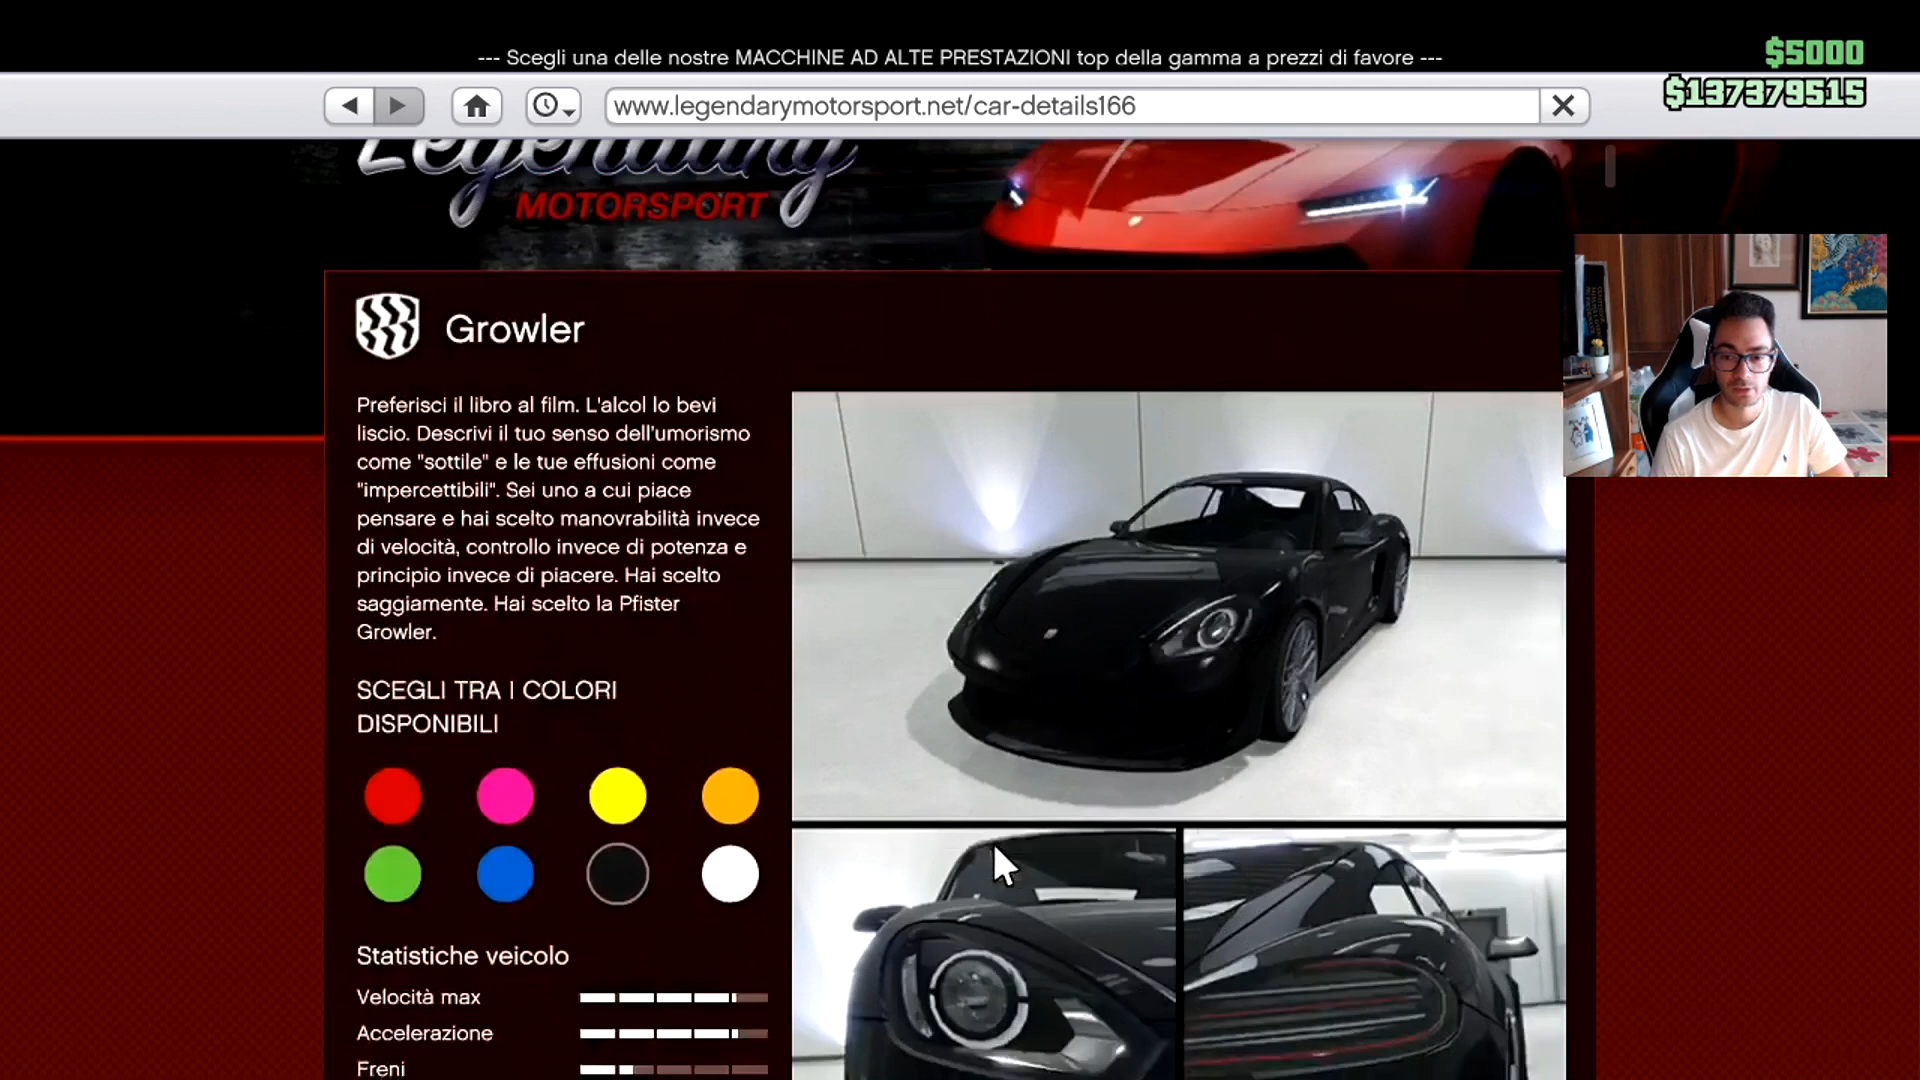 --- Scegli una delle nostre MACCHINE AD ALTE PRESTAZIONI top della gamma a prezzi di favore ---
$5000
$137379515
www.legendarymotorsport.net/car-details166
Legendary
MOTORSPORT
Growler
Preferisci il libro al film. L'alcol lo bevi
liscio. Descrivi il tuo senso dell'umorismo
come "sottile" e le tue effusioni come
"impercettibili". Sei uno a cui piace
pensare e hai scelto manovrabilità invece
di velocità, controllo invece di potenza e
principio invece di piacere. Hai scelto
saggiamente. Hai scelto la Pfister
Growler.
SCEGLI TRA I COLORI
DISPONIBILI
Statistiche veicolo
Velocità max
Accelerazione
Freni